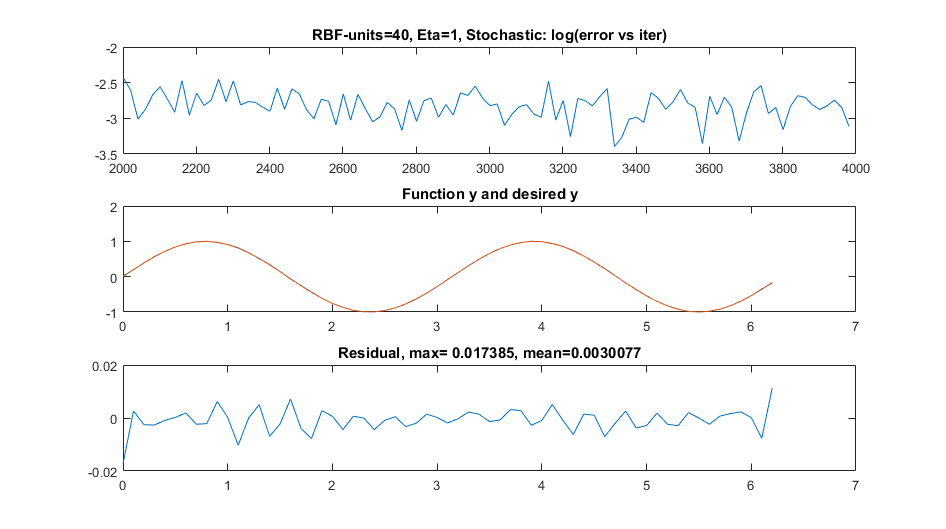 RBF-units=40, Eta=1, Stochastic: log(error vs iter)
-2
-2.5
-3
-3.5
2000 2200 2400 2600 2800 3000 3200 3400 3600 3800 4000
Function y and desired y
2
1
0
-1
0 1 2 3 4 5 6 7
Residual, max= 0.017385, mean=0.0030077
0.02
0
-0.02
0 1 2 3 4 5 6 7